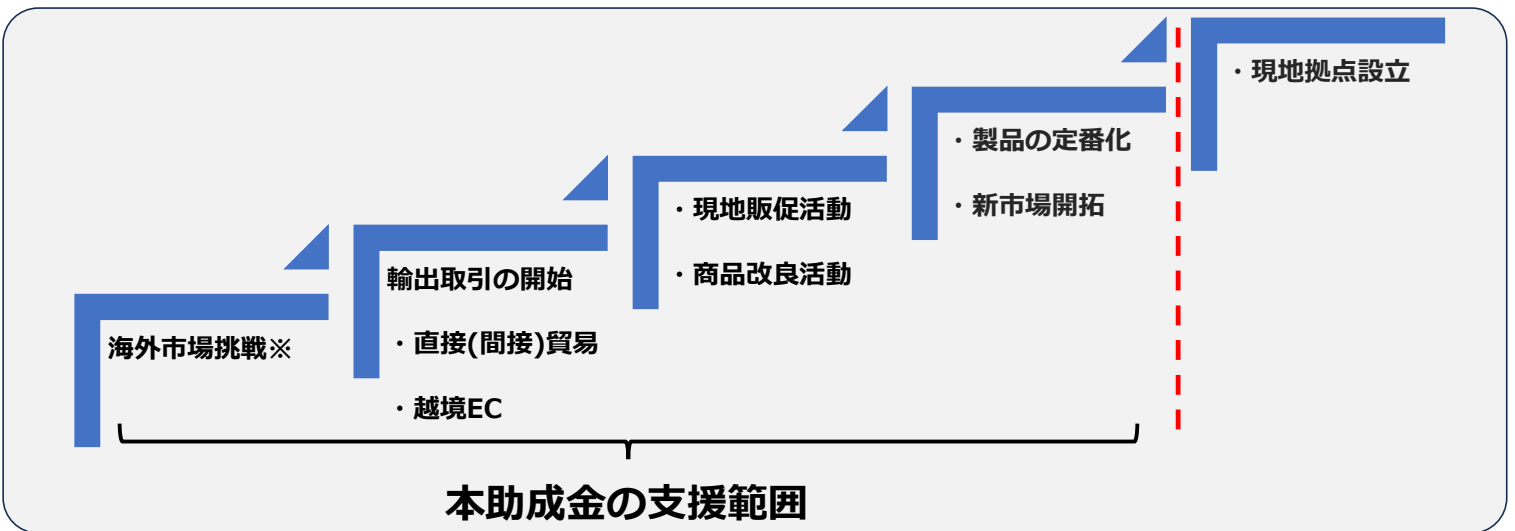 海外市場挑戦※
輸出取引の開始
・直接(間接)貿易
・越境EC
・現地販促活動
・商品改良活動
・製品の定番化
・新市場開拓
・現地拠点設立
本助成金の支援範囲